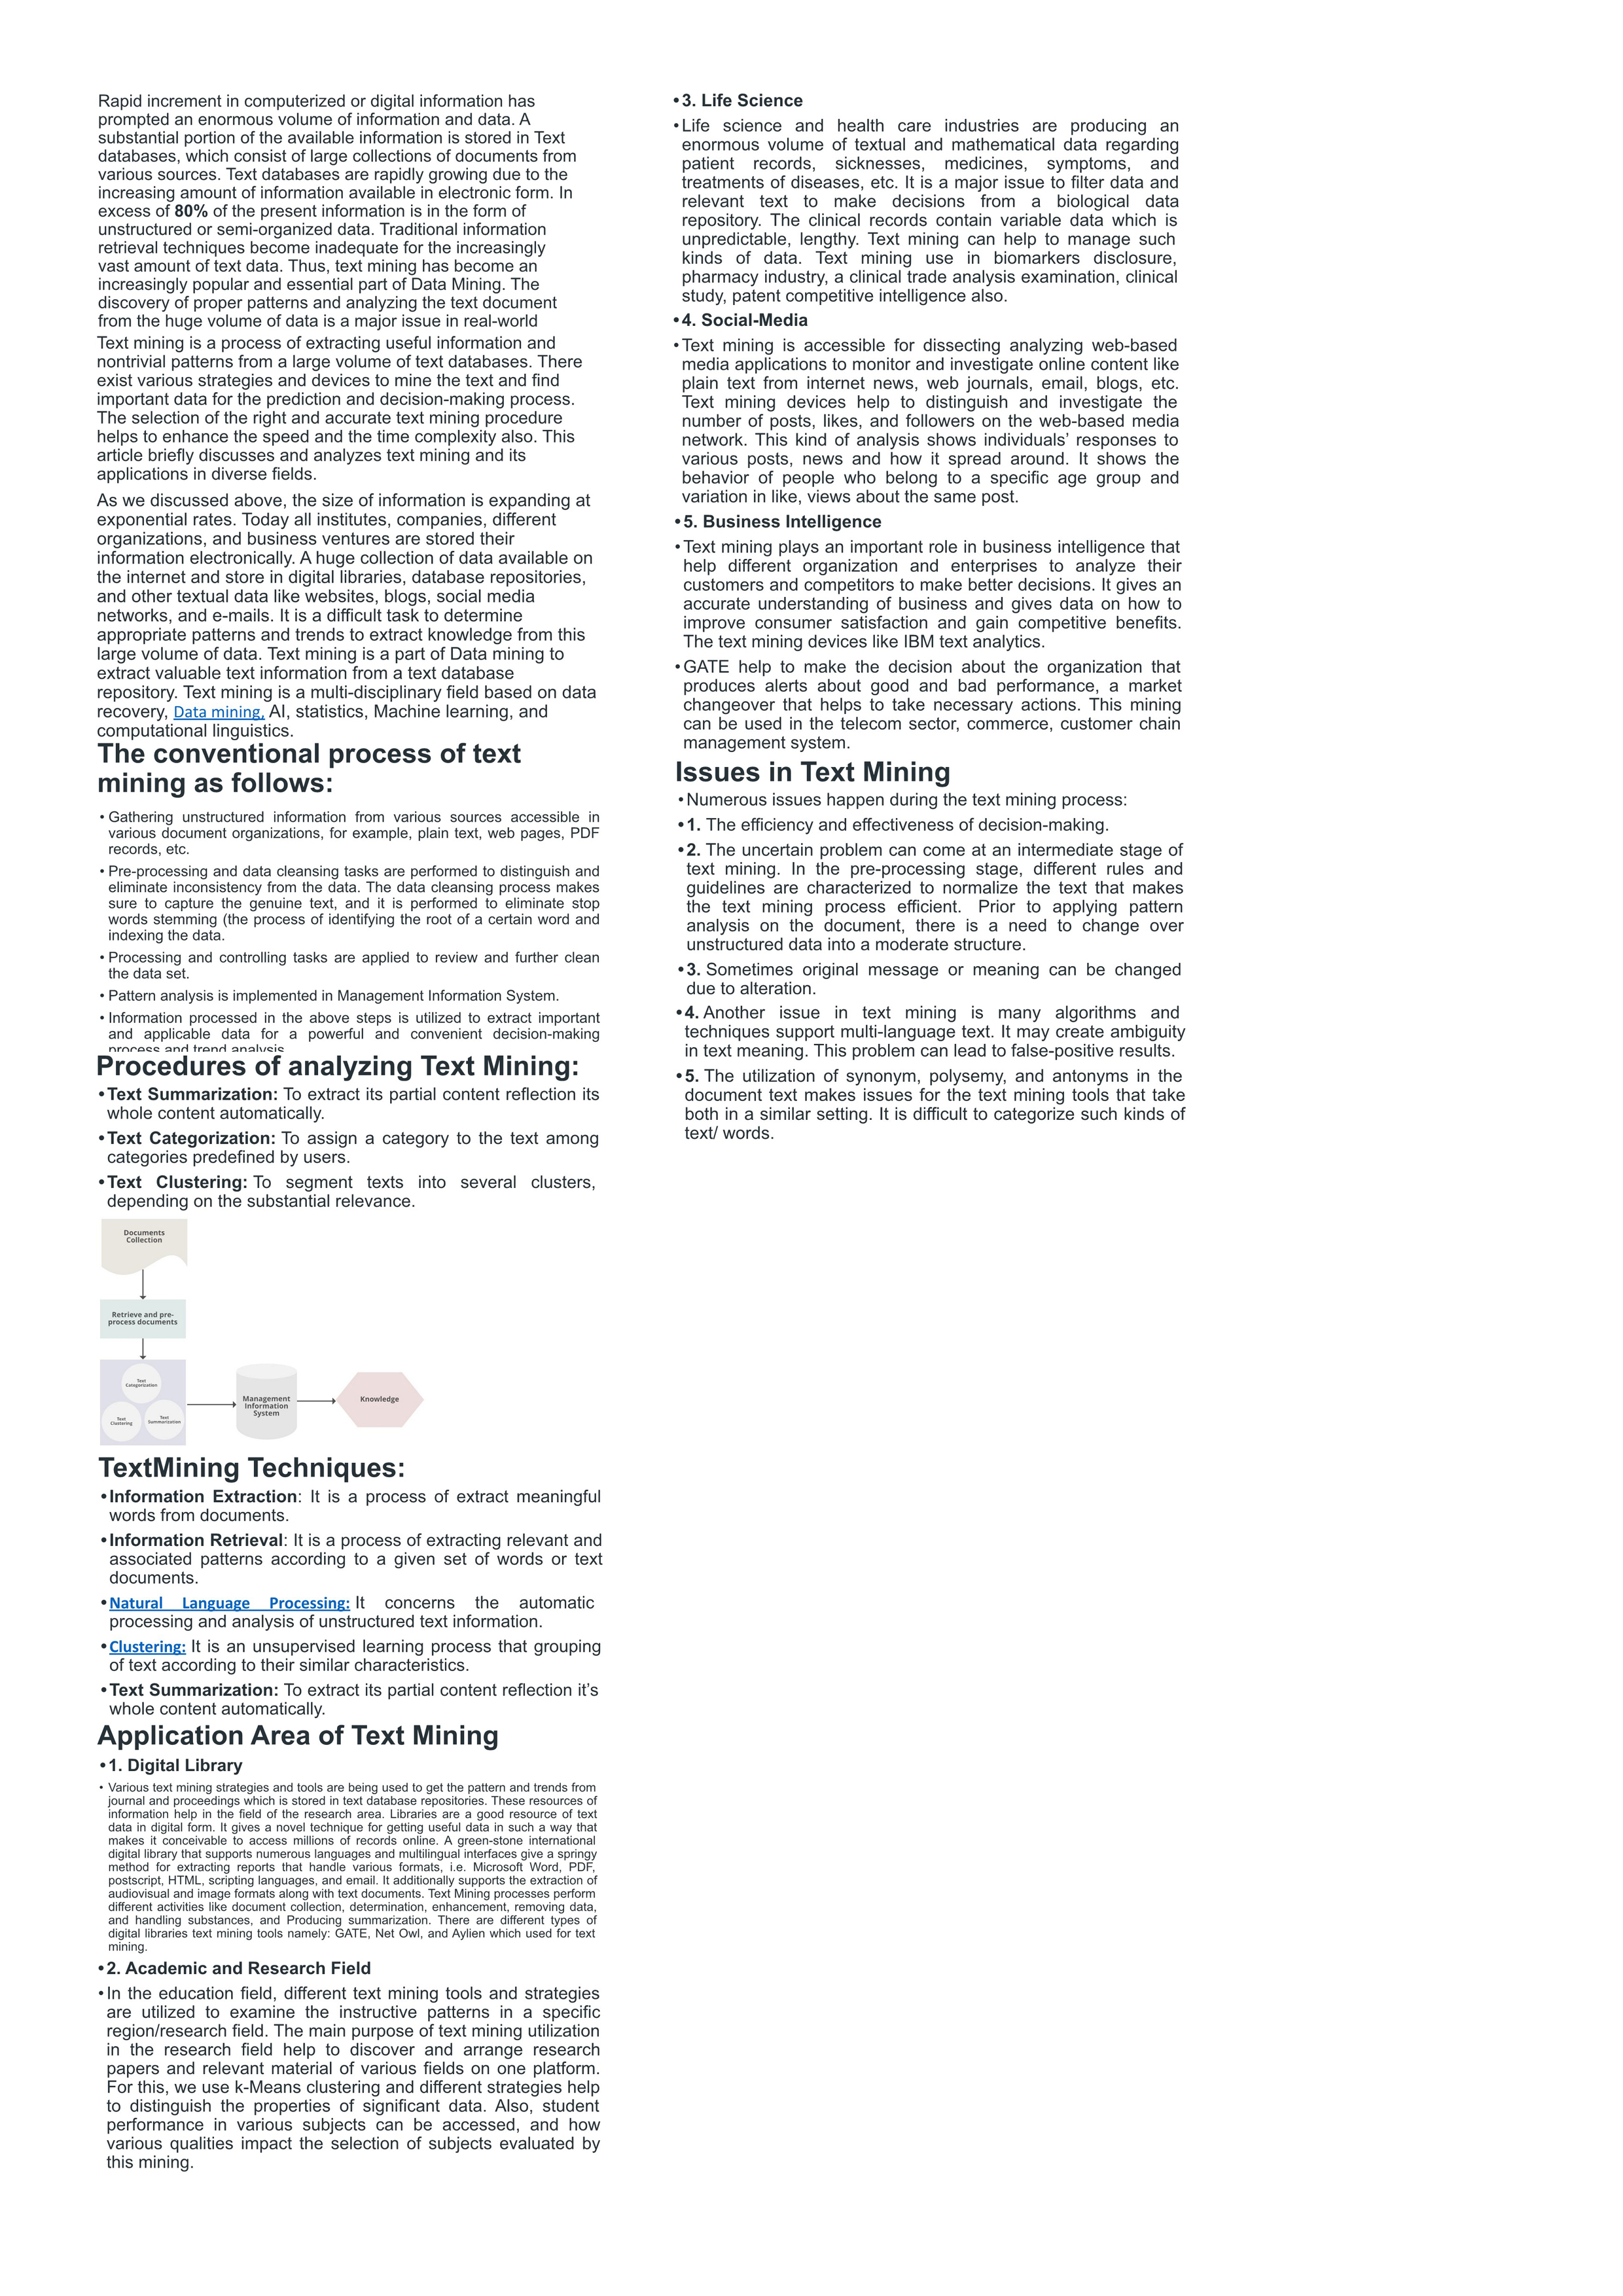 Rapid increment in computerized or digital information has
prompted an enormous volume of information and data. A
substantial portion of the available information is stored in Text
databases, which consist of large collections of documents from
various sources. Text databases are rapidly growing due to the
increasing amount of information available in electronic form. In
excess of 80% of the present information is in the form of
unstructured or semi-organized data. Traditional information
retrieval techniques become inadequate for the increasingly
vast amount of text data. Thus, text mining has become an
increasingly popular and essential part of Data Mining. The
discovery of proper patterns and analyzing the text document
from the huge volume of data is a major issue in real-world
Text mining is a process of extracting useful information and
nontrivial patterns from a large volume of text databases. There
exist various strategies and devices to mine the text and find
important data for the prediction and decision-making process.
The selection of the right and accurate text mining procedure
helps to enhance the speed and the time complexity also. This
article briefly discusses and analyzes text mining and its
applications in diverse fields.
As we discussed above, the size of information is expanding at
exponential rates. Today all institutes, companies, different
organizations, and business ventures are stored their
information electronically. A huge collection of data available on
the internet and store in digital libraries, database repositories,
and other textual data like websites, blogs, social media
networks, and e-mails. It is a difficult task to determine
appropriate patterns and trends to extract knowledge from this
large volume of data. Text mining is a part of Data mining to
extract valuable text information from a text database
repository. Text mining is a multi-disciplinary field based on data
recovery, Data mining, AI, statistics, Machine learning, and
computational linguistics.
The conventional process of text
mining as follows:
• Gathering unstructured information from various sources accessible in
various document organizations, for example, plain text, web pages, PDF
records, etc.
• Pre-processing and data cleansing tasks are performed to distinguish and
eliminate inconsistency from the data. The data cleansing process makes
sure to capture the genuine text, and it is performed to eliminate stop
words stemming (the process of identifying the root of a certain word and
indexing the data.
• Processing and controlling tasks are applied to review and further clean
the data set.
• Pattern analysis is implemented in Management Information System.
• Information processed in the above steps is utilized to extract important
and applicable data for a powerful and convenient decision-making
process and trend analysis.
Procedures of analyzing Text Mining:
• Text Summarization: To extract its partial content reflection its
whole content automatically.
• Text Categorization: To assign a category to the text among
categories predefined by users.
• Text Clustering: To segment texts into several clusters,
depending on the substantial relevance.
Documents
Collection
Retrieve and pre-
process documents
Text
Categorization
Text
Clustering
Text
Summarization
Management
Information
System
Knowledge
TextMining Techniques:
• Information Extraction: It is a process of extract meaningful
words from documents.
• Information Retrieval: It is a process of extracting relevant and
associated patterns according to a given set of words or text
documents.
• Natural Language Processing: It concerns the automatic
processing and analysis of unstructured text information.
• Clustering: It is an unsupervised learning process that grouping
of text according to their similar characteristics.
• Text Summarization: To extract its partial content reflection it's
whole content automatically.
Application Area of Text Mining
• 1. Digital Library
• Various text mining strategies and tools are being used to get the pattern and trends from
journal and proceedings which is stored in text database repositories. These resources of
information help in the field of the research area. Libraries are a good resource of text
data in digital form. It gives a novel technique for getting useful data in such a way that
makes it conceivable to access millions of records online. A green-stone international
digital library that supports numerous languages and multilingual interfaces give a springy
method for extracting reports that handle various formats, i.e. Microsoft Word, PDF,
postscript, HTML, scripting languages, and email. It additionally supports the extraction of
audiovisual and image formats along with text documents. Text Mining processes perform
different activities like document collection, determination, enhancement, removing data,
and handling substances, and Producing summarization. There are different types of
digital libraries text mining tools namely: GATE, Net Owl, and Aylien which used for text
mining.
• 2. Academic and Research Field
• In the education field, different text mining tools and strategies
are utilized to examine the instructive patterns in a specific
region/research field. The main purpose of text mining utilization
in the research field help to discover and arrange research
papers and relevant material of various fields on one platform.
For this, we use k-Means clustering and different strategies help
to distinguish the properties of significant data. Also, student
performance in various subjects can be accessed, and how
various qualities impact the selection of subjects evaluated by
this mining.
• 3. Life Science
• Life science and health care industries are producing an
enormous volume of textual and mathematical data regarding
patient records, sicknesses, medicines, symptoms, and
treatments of diseases, etc. It is a major issue to filter data and
relevant text to make decisions from a biological data
repository. The clinical records contain variable data which is
unpredictable, lengthy. Text mining can help to manage such
kinds of data. Text mining use in biomarkers disclosure,
pharmacy industry, a clinical trade analysis examination, clinical
study, patent competitive intelligence also.
• 4. Social-Media
• Text mining is accessible for dissecting analyzing web-based
media applications to monitor and investigate online content like
plain text from internet news, web journals, email, blogs, etc.
Text mining devices help to distinguish and investigate the
number of posts, likes, and followers on the web-based media
network. This kind of analysis shows individuals' responses to
various posts, news and how it spread around. It shows the
behavior of people who belong to a specific age group and
variation in like, views about the same post.
• 5. Business Intelligence
• Text mining plays an important role in business intelligence that
help different organization and enterprises to analyze their
customers and competitors to make better decisions. It gives an
accurate understanding of business and gives data on how to
improve consumer satisfaction and gain competitive benefits.
The text mining devices like IBM text analytics.
• GATE help to make the decision about the organization that
produces alerts about good and bad performance, a market
changeover that helps to take necessary actions. This mining
can be used in the telecom sector, commerce, customer chain
management system.
Issues in Text Mining
• Numerous issues happen during the text mining process:
• 1. The efficiency and effectiveness of decision-making.
• 2. The uncertain problem can come at an intermediate stage of
text mining. In the pre-processing stage, different rules and
guidelines are characterized to normalize the text that makes
the text mining process efficient. Prior to applying pattern
analysis on the document, there is a need to change over
unstructured data into a moderate structure.
• 3. Sometimes original message or meaning can be changed
due to alteration.
• 4. Another issue in text mining is many algorithms and
techniques support multi-language text. It may create ambiguity
in text meaning. This problem can lead to false-positive results.
• 5. The utilization of synonym, polysemy, and antonyms in the
document text makes issues for the text mining tools that take
both in a similar setting. It is difficult to categorize such kinds of
text/ words.